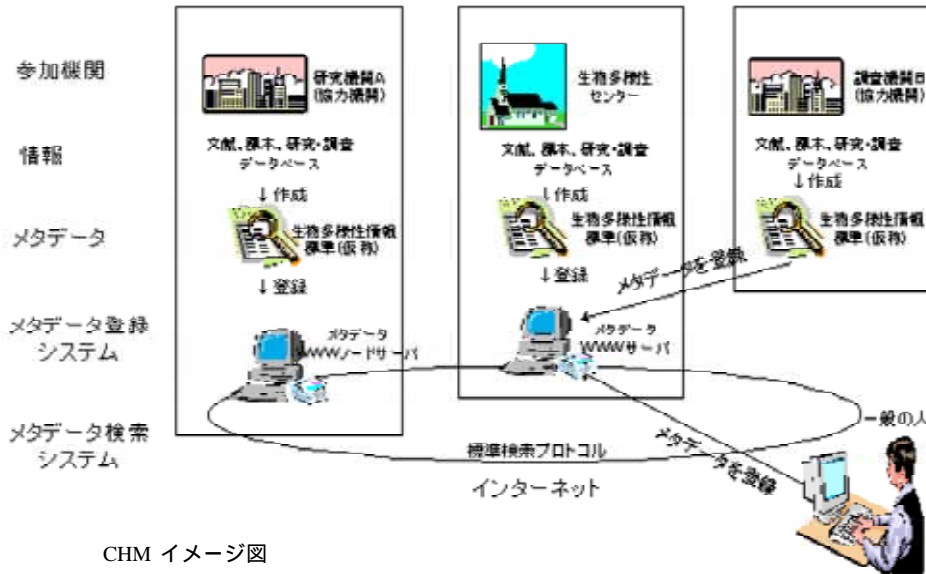 参加機関
研究機関A
(協力機関)
生物多様性
センター
調査機関B
(協力機関)
情報
文献、標本、研究・調査
データベース
文献、標本、研究・調査
データベース
文献、標本、研究・調査
データベース
↓作成
↓作成
↓作成
メタデータ
生物多様性情報
標準(仮称)
生物多様性情報
標準(仮称)
生物多様性情報
標準(仮称)
↓登録
↓登録
メタデータを登録
メタデータ登録
システム
メタデータ
WWWノードサーバ
メタデータ
WWWサーバ
メタデータ検索
システム
標準検索プロトコル
メタデータを登録
一般の人
インターネット
CHM イメージ図